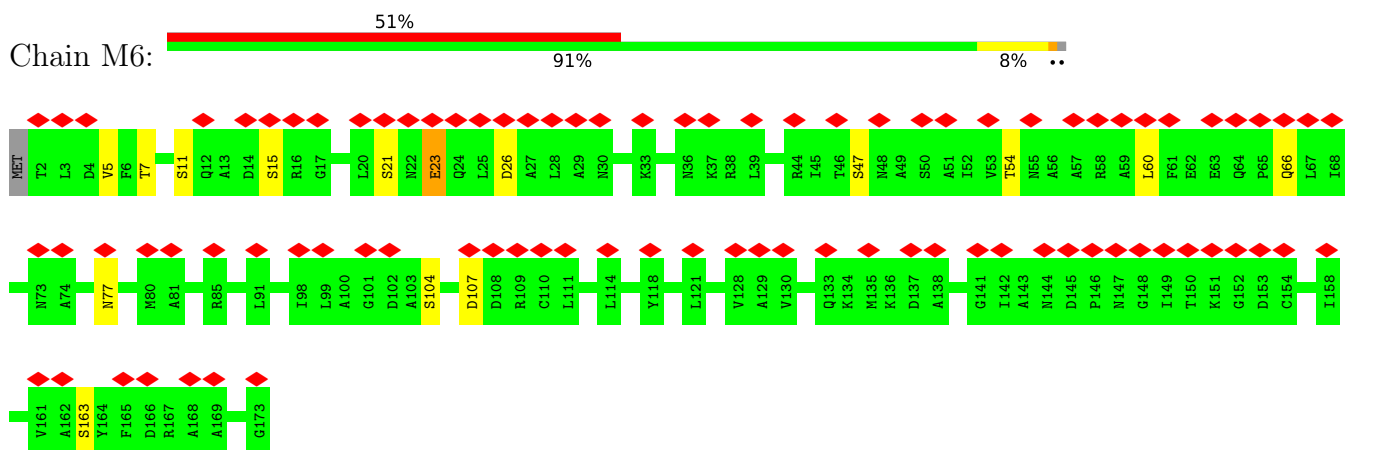 51%
Chain M6:
91% 8% ••
MET T2 L3 D4 V5 F6 T7 S11 Q12 A13 D14 S15 R16 G17 L20 S21 N22 E23 Q24 L25 D26 A27 L28 A29 N30 K33 N36 K37 R38 L39 R44 I45 T46 S47 N48 A49 S50 A51 I52 V53 T54 N55 A56 A57 R58 A59 L60 F61 E62 E63 Q64 P65 Q66 L67 I68
N73 A74 N77 M80 A81 R85 L91 I98 L99 A100 G101 D102 A103 S104 D107 D108 R109 C110 L111 L114 Y118 L121 V128 A129 V130 Q133 K134 M135 K136 D137 A138 G141 I142 A143 N144 D145 P146 N147 G148 I149 T150 K151 G152 D153 C154 I158
V161 A162 S163 Y164 F165 D166 R167 A168 A169 G173